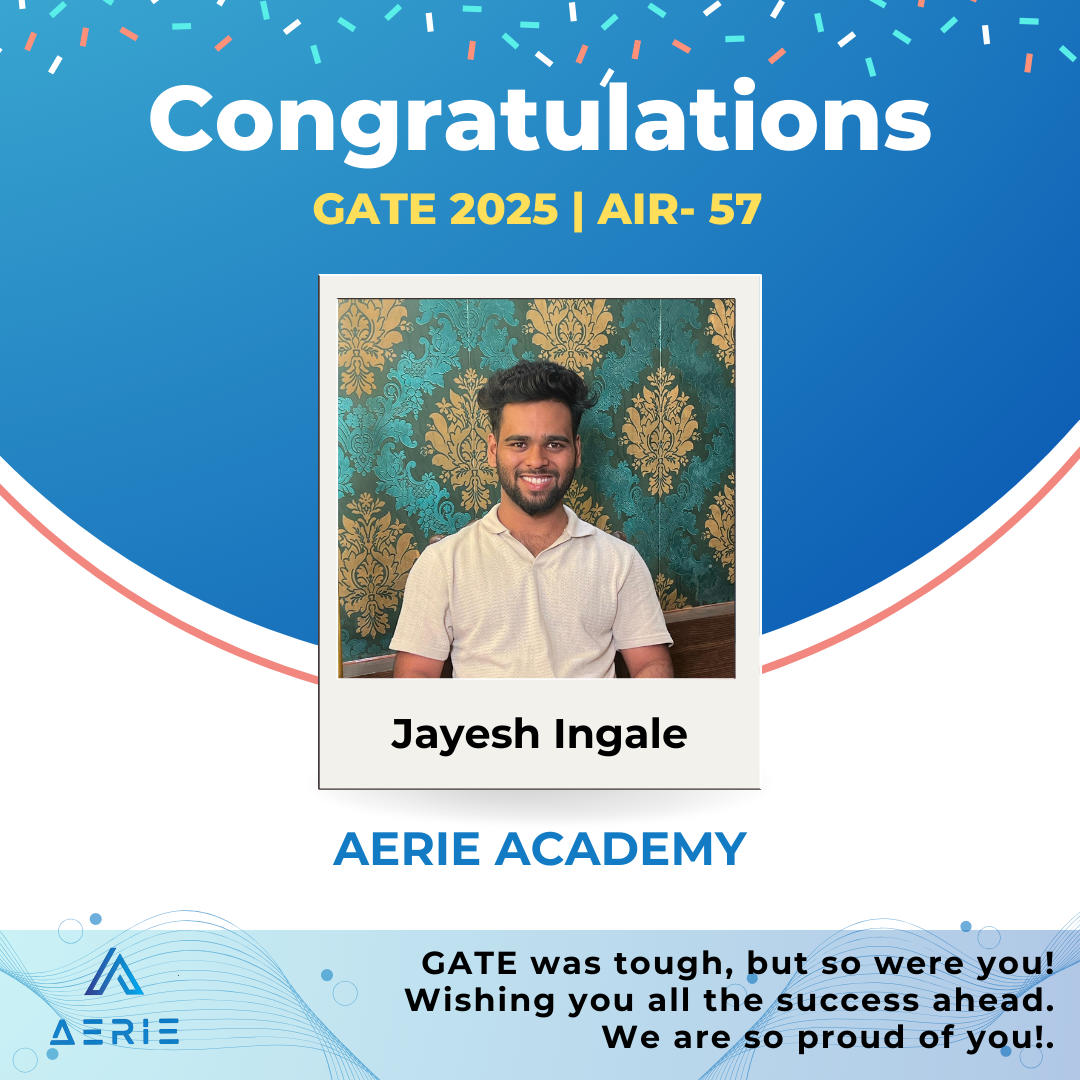 Congratulations
GATE 2025 | AIR- 57
Jayesh Ingale
AERIE ACADEMY
GATE was tough, but so were you!
Wishing you all the success ahead.
We are so proud of you!.
AERIE